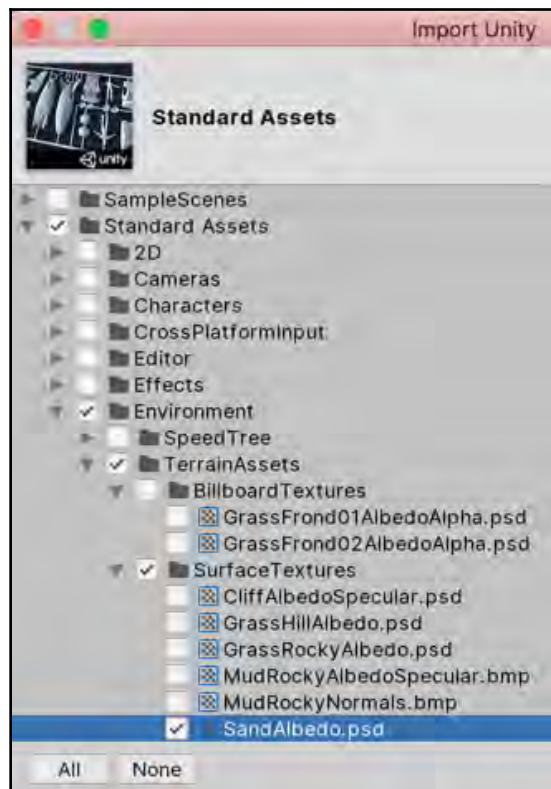 Import Unity
unity
Standard Assets
SampleScenes
Standard Assets
2D
Cameras
Characters
CrossPlatformInput
Editor
Effects
Environment
SpeedTree
TerrainAssets
BillboardTextures
GrassFrond01AlbedoAlpha.psd
GrassFrond02AlbedoAlpha.psd
SurfaceTextures
CliffAlbedoSpecular.psd
GrassHillAlbedo.psd
GrassRockyAlbedo.psd
MudRockyAlbedoSpecular.bmp
MudRockyNormals.bmp
SandAlbedo.psd
All None